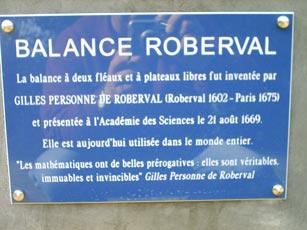 BALANCE ROBERVAL
La balance à deux fléaux et à plateaux libres fut inventée par
GILLES PERSONNE DE ROBERVAL (Roberval 1602 - Paris 1675)
et présentée à l'Académie des Sciences le 21 août 1669.
Elle est aujourd'hui utilisée dans le monde entier.
"Les mathématiques ont de belles prérogatives : elles sont véritables,
immuables et invincibles" Gilles Personne de Roberval